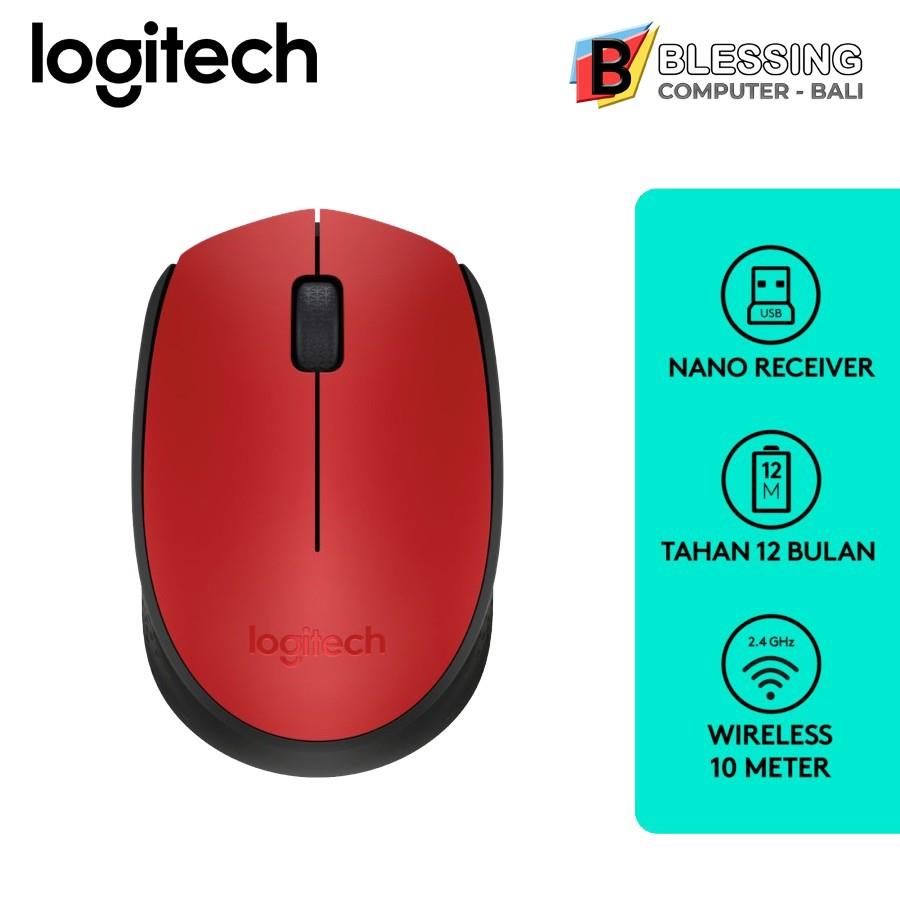 logitech
B
BLESSING
COMPUTER - BALI
logitech
USB
NANO RECEIVER
12
M
TAHAN 12 BULAN
2.4 GHz
WIRELESS
10 METER